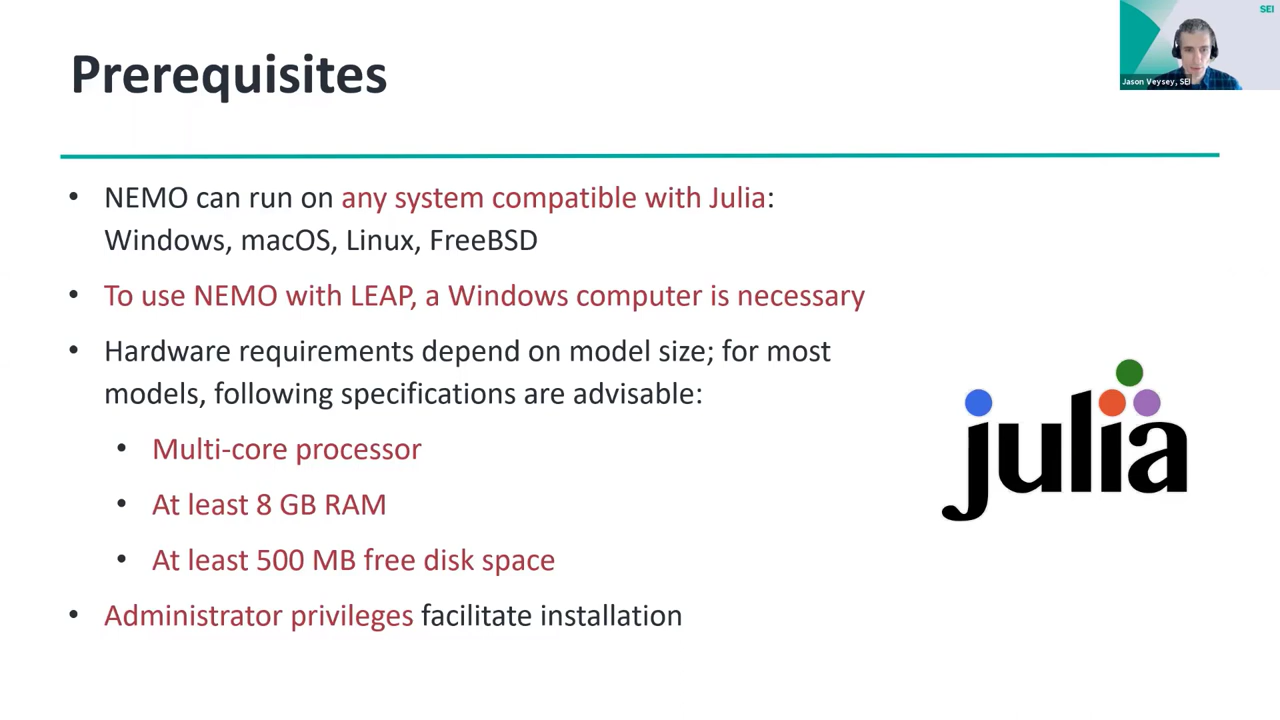 Prerequisites
SEI
Jason Veysey, SEI
• NEMO can run on any system compatible with Julia:
Windows, macOS, Linux, FreeBSD
• To use NEMO with LEAP, a Windows computer is necessary
• Hardware requirements depend on model size; for most
models, following specifications are advisable:
• Multi-core processor
• At least 8 GB RAM
• At least 500 MB free disk space
• Administrator privileges facilitate installation
julia